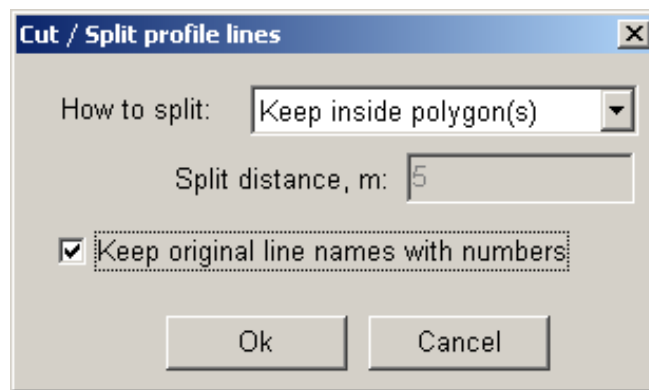 Cut / Split profile lines
How to split: Keep inside polygon(s)
Split distance, m: 5
Keep original line names with numbers
Ok Cancel